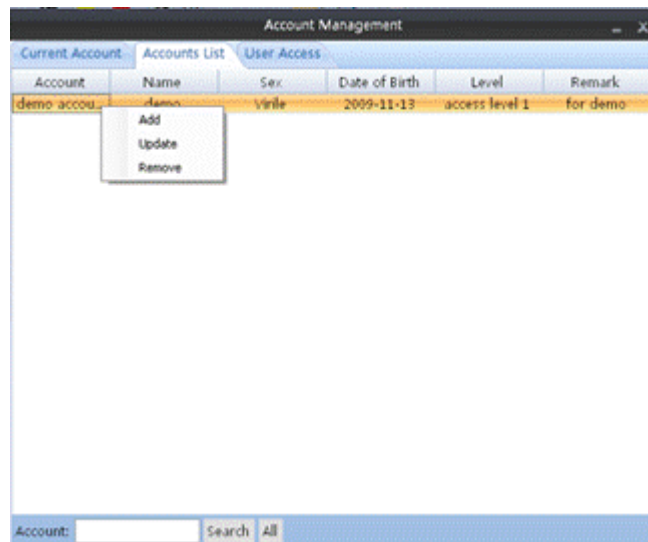 Account Management
Current Account Accounts List User Access
Account Name Sex Date of Birth Level Remark
demo accou... demo Virile 2009-11-13 access level 1 for demo
Add
Update
Remove
Account: Search All